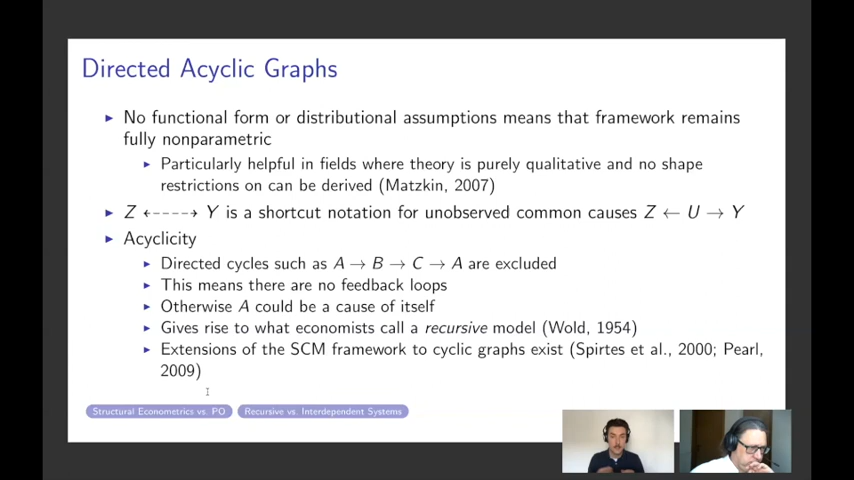 Directed Acyclic Graphs
▶ No functional form or distributional assumptions means that framework remains
fully nonparametric
▶ Particularly helpful in fields where theory is purely qualitative and no shape
restrictions on can be derived (Matzkin, 2007)
▶ Z ⇠----⇢ Y is a shortcut notation for unobserved common causes Z ← U → Y
▶ Acyclicity
▶ Directed cycles such as A → B → C → A are excluded
▶ This means there are no feedback loops
▶ Otherwise A could be a cause of itself
▶ Gives rise to what economists call a recursive model (Wold, 1954)
▶ Extensions of the SCM framework to cyclic graphs exist (Spirtes et al., 2000; Pearl,
2009)
Structural Econometrics vs. PO Recursive vs. Interdependent Systems